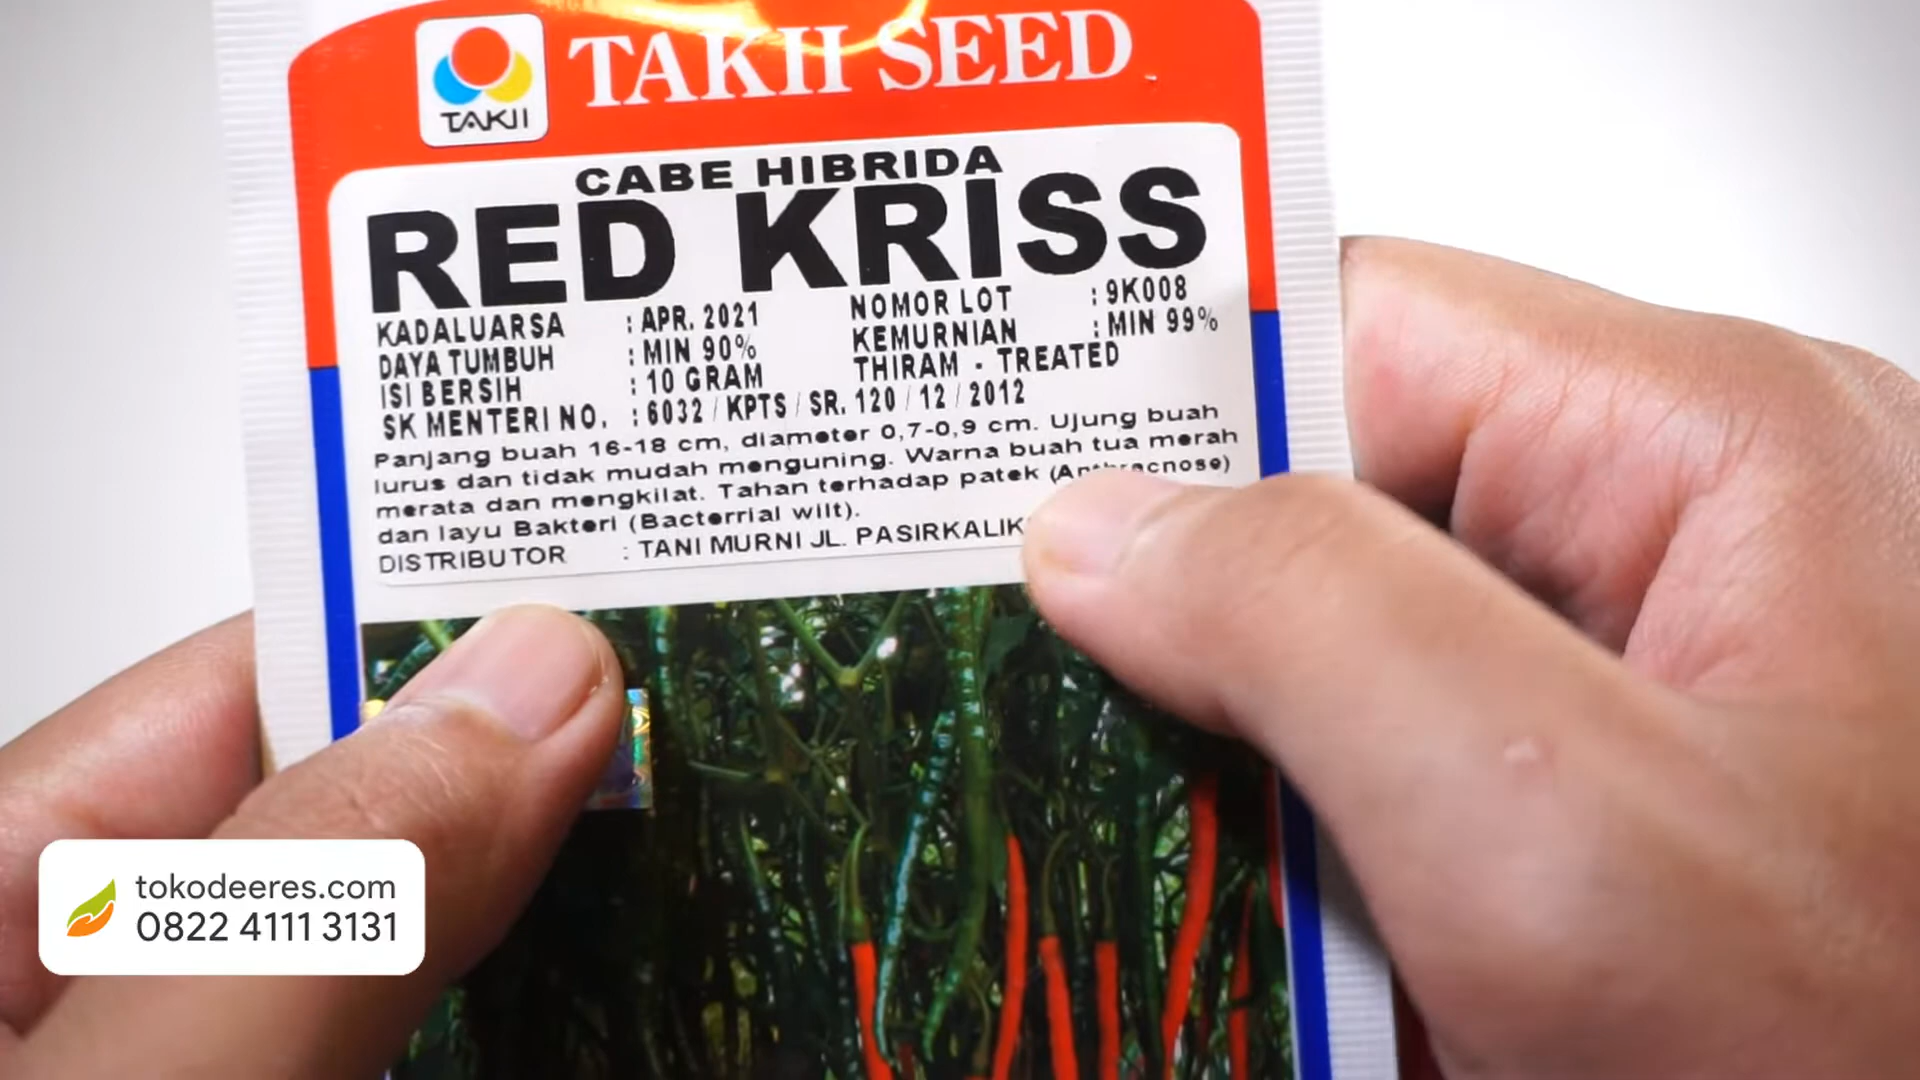 TAKII SEED
TAKII
CABE HIBRIDA
RED KRISS
KADALUARSA : APR. 2021 NOMOR LOT : 9K008
DAYA TUMBUH : MIN 90% KEMURNIAN : MIN 99%
ISI BERSIH : 10 GRAM THIRAM - TREATED
SK MENTERI NO. : 6032 / KPTS / SR. 120 / 12 / 2012
Panjang buah 16-18 cm, diameter 0,7-0,9 cm. Ujung buah
lurus dan tidak mudah menguning. Warna buah tua merah
merata dan mengkilat. Tahan terhadap patek
dan layu Bakteri (Bacterrial wilt).
DISTRIBUTOR : TANI MURNI JL.
tokodeeres.com
0822 4111 3131